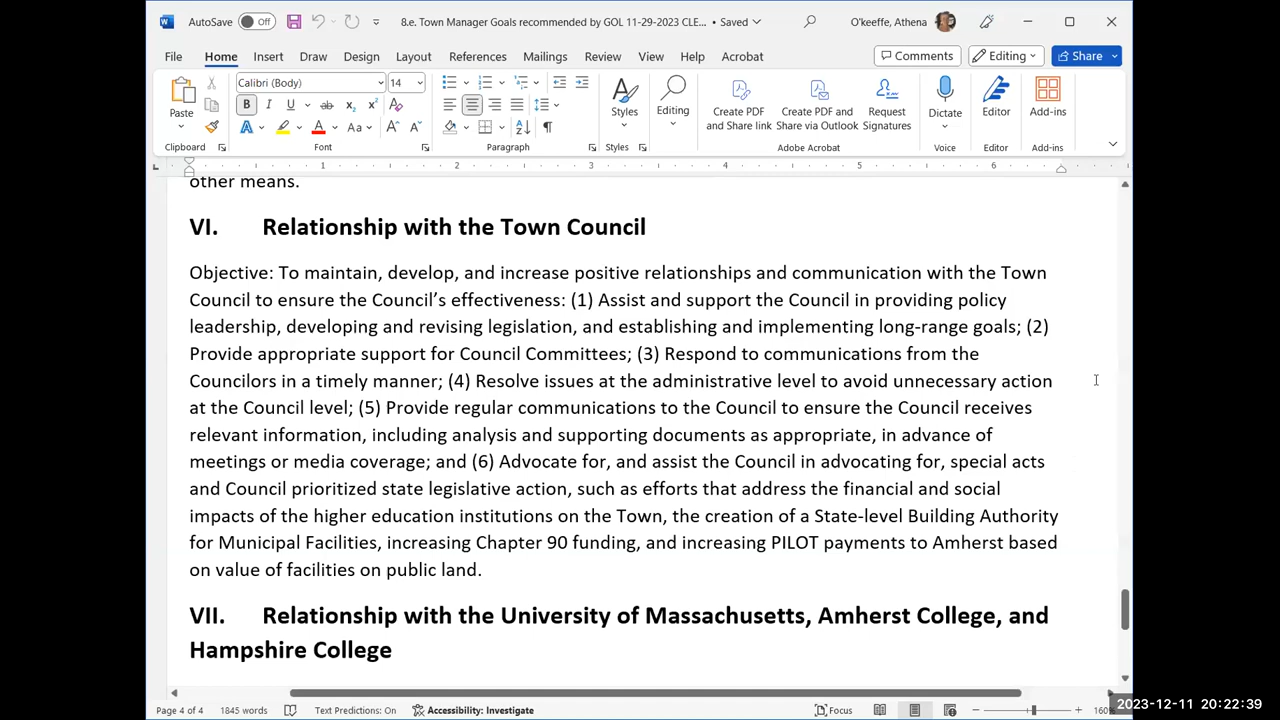 AutoSave Off 8.e. Town Manager Goals recommended by GOL 11-29-2023 CLE... • Saved O'keeffe, Athena
File Home Insert Draw Design Layout References Mailings Review View Help Acrobat Comments Editing Share
Calibri (Body) 14
Paste B I U ab x₂ x² A Aa A A Styles Editing Create PDF and Share link Create PDF and Share via Outlook Request Signatures Dictate Editor Add-ins
Clipboard Font Paragraph Styles Adobe Acrobat Voice Editor Add-ins
1 2 3 4 5 6
other means.
VI. Relationship with the Town Council
Objective: To maintain, develop, and increase positive relationships and communication with the Town
Council to ensure the Council’s effectiveness: (1) Assist and support the Council in providing policy
leadership, developing and revising legislation, and establishing and implementing long-range goals; (2)
Provide appropriate support for Council Committees; (3) Respond to communications from the
Councilors in a timely manner; (4) Resolve issues at the administrative level to avoid unnecessary action
at the Council level; (5) Provide regular communications to the Council to ensure the Council receives
relevant information, including analysis and supporting documents as appropriate, in advance of
meetings or media coverage; and (6) Advocate for, and assist the Council in advocating for, special acts
and Council prioritized state legislative action, such as efforts that address the financial and social
impacts of the higher education institutions on the Town, the creation of a State-level Building Authority
for Municipal Facilities, increasing Chapter 90 funding, and increasing PILOT payments to Amherst based
on value of facilities on public land.
VII. Relationship with the University of Massachusetts, Amherst College, and
Hampshire College
Page 4 of 4 1845 words Text Predictions: On Accessibility: Investigate Focus 160%
2023-12-11 20:22:39